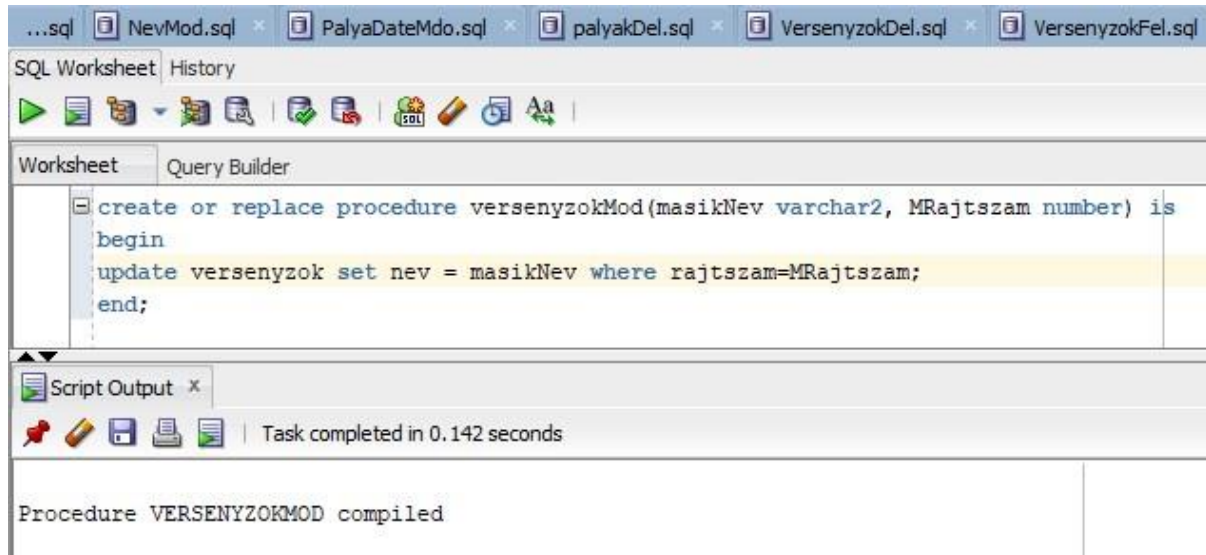 ...sql NevMod.sql × PalyaDateMdo.sql × palyakDel.sql × VersenyzokDel.sql × VersenyzokFel.sql
SQL Worksheet History
SQL Aa
Worksheet Query Builder
create or replace procedure versenyzokMod(masikNev varchar2, MRajtszam number) is
begin
update versenyzok set nev = masikNev where rajtszam=MRajtszam;
end;
Script Output ×
Task completed in 0.142 seconds
Procedure VERSENYZOKMOD compiled